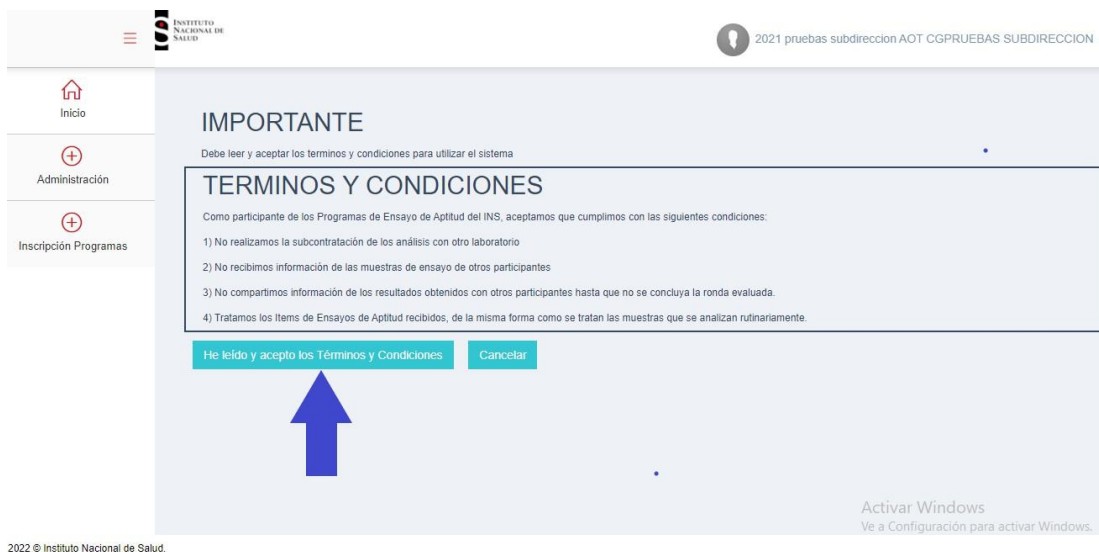 INSTITUTO
NACIONAL DE
SALUD
2021 pruebas subdireccion AOT CGPRUEBAS SUBDIRECCION
Inicio
Administración
Inscripción Programas
IMPORTANTE
Debe leer y aceptar los terminos y condiciones para utilizar el sistema
TERMINOS Y CONDICIONES
Como participante de los Programas de Ensayo de Aptitud del INS, aceptamos que cumplimos con las siguientes condiciones:
1) No realizamos la subcontratación de los análisis con otro laboratorio
2) No recibimos información de las muestras de ensayo de otros participantes
3) No compartimos información de los resultados obtenidos con otros participantes hasta que no se concluya la ronda evaluada.
4) Tratamos los Items de Ensayos de Aptitud recibidos, de la misma forma como se tratan las muestras que se analizan rutinariamente.
He leído y acepto los Términos y Condiciones
Cancelar
Activar Windows
Ve a Configuración para activar Windows.
2022 © Instituto Nacional de Salud.